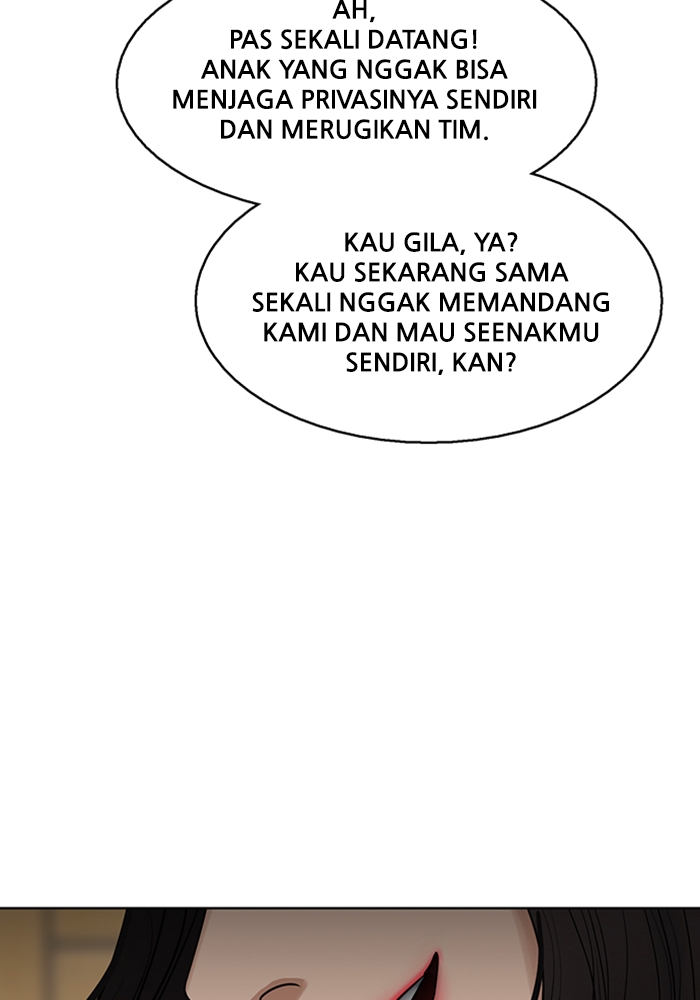 AH,
PAS SEKALI DATANG!
ANAK YANG NGGAK BISA
MENJAGA PRIVASINYA SENDIRI
DAN MERUGIKAN TIM.
KAU GILA, YA?
KAU SEKARANG SAMA
SEKALI NGGAK MEMANDANG
KAMI DAN MAU SEENAKMU
SENDIRI, KAN?